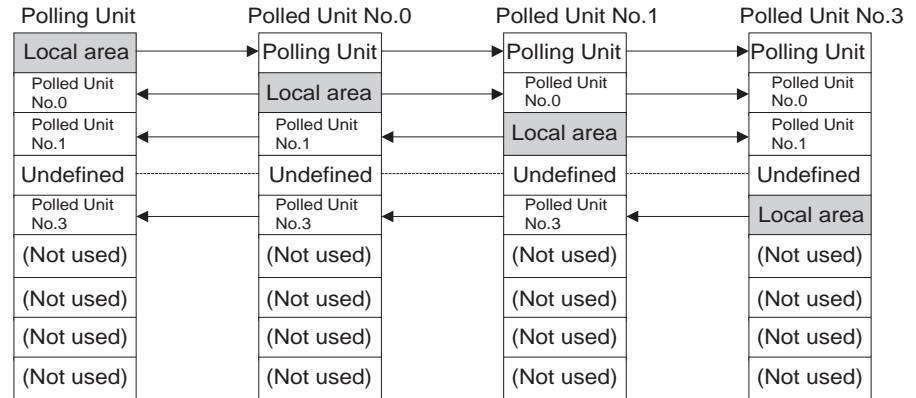 Polling Unit Polled Unit No.0 Polled Unit No.1 Polled Unit No.3
Local area Polling Unit Polling Unit Polling Unit
Polled Unit No.0 Local area Polled Unit No.0 Polled Unit No.0
Polled Unit No.1 Polled Unit No.1 Local area Polled Unit No.1
Undefined Undefined Undefined Undefined
Polled Unit No.3 Polled Unit No.3 Polled Unit No.3 Local area
(Not used) (Not used) (Not used) (Not used)
(Not used) (Not used) (Not used) (Not used)
(Not used) (Not used) (Not used) (Not used)
(Not used) (Not used) (Not used) (Not used)